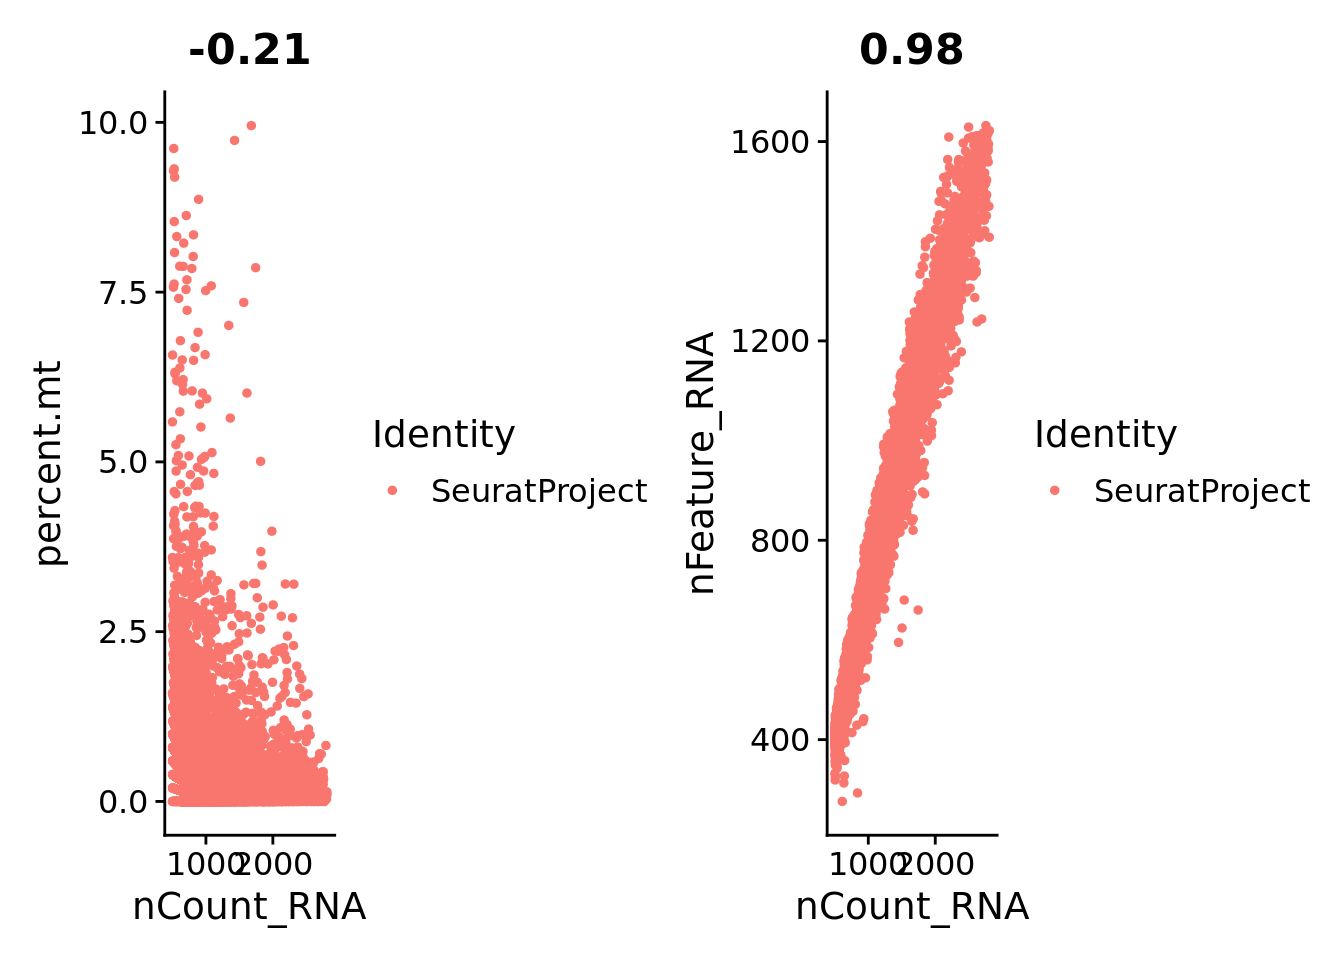 -0.21
percent.mt
10.0
7.5
5.0
2.5
0.0
1000 2000
nCount_RNA
Identity
SeuratProject
0.98
nFeature_RNA
1600
1200
800
400
1000 2000
nCount_RNA
Identity
SeuratProject